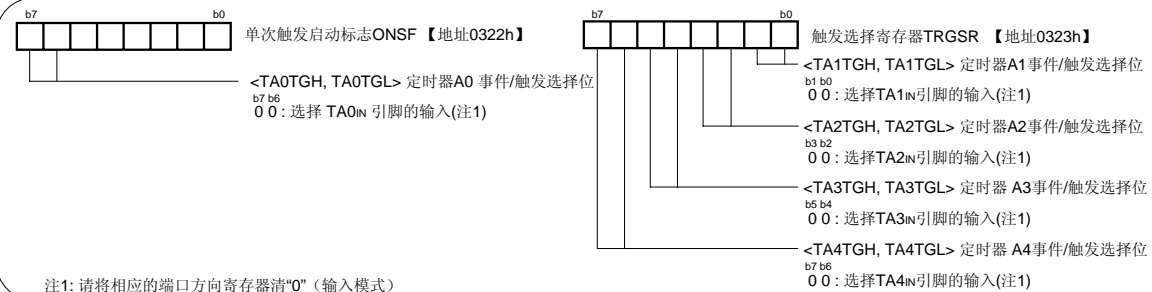 b7 b0
单次触发启动标志ONSF 【地址0322h】
<TA0TGH, TA0TGL> 定时器A0 事件/触发选择位
b7 b6
0 0 : 选择 TA0IN 引脚的输入(注1)
b7 b0
触发选择寄存器TRGSR 【地址0323h】
<TA1TGH, TA1TGL> 定时器A1事件/触发选择位
b1 b0
0 0 : 选择TA1IN引脚的输入(注1)
<TA2TGH, TA2TGL> 定时器A2事件/触发选择位
b3 b2
0 0 : 选择TA2IN引脚的输入(注1)
<TA3TGH, TA3TGL> 定时器 A3事件/触发选择位
b5 b4
0 0 : 选择TA3IN引脚的输入(注1)
<TA4TGH, TA4TGL> 定时器 A4事件/触发选择位
b7 b6
0 0 : 选择TA4IN引脚的输入(注1)
注1: 请将相应的端口方向寄存器清“0”（输入模式）